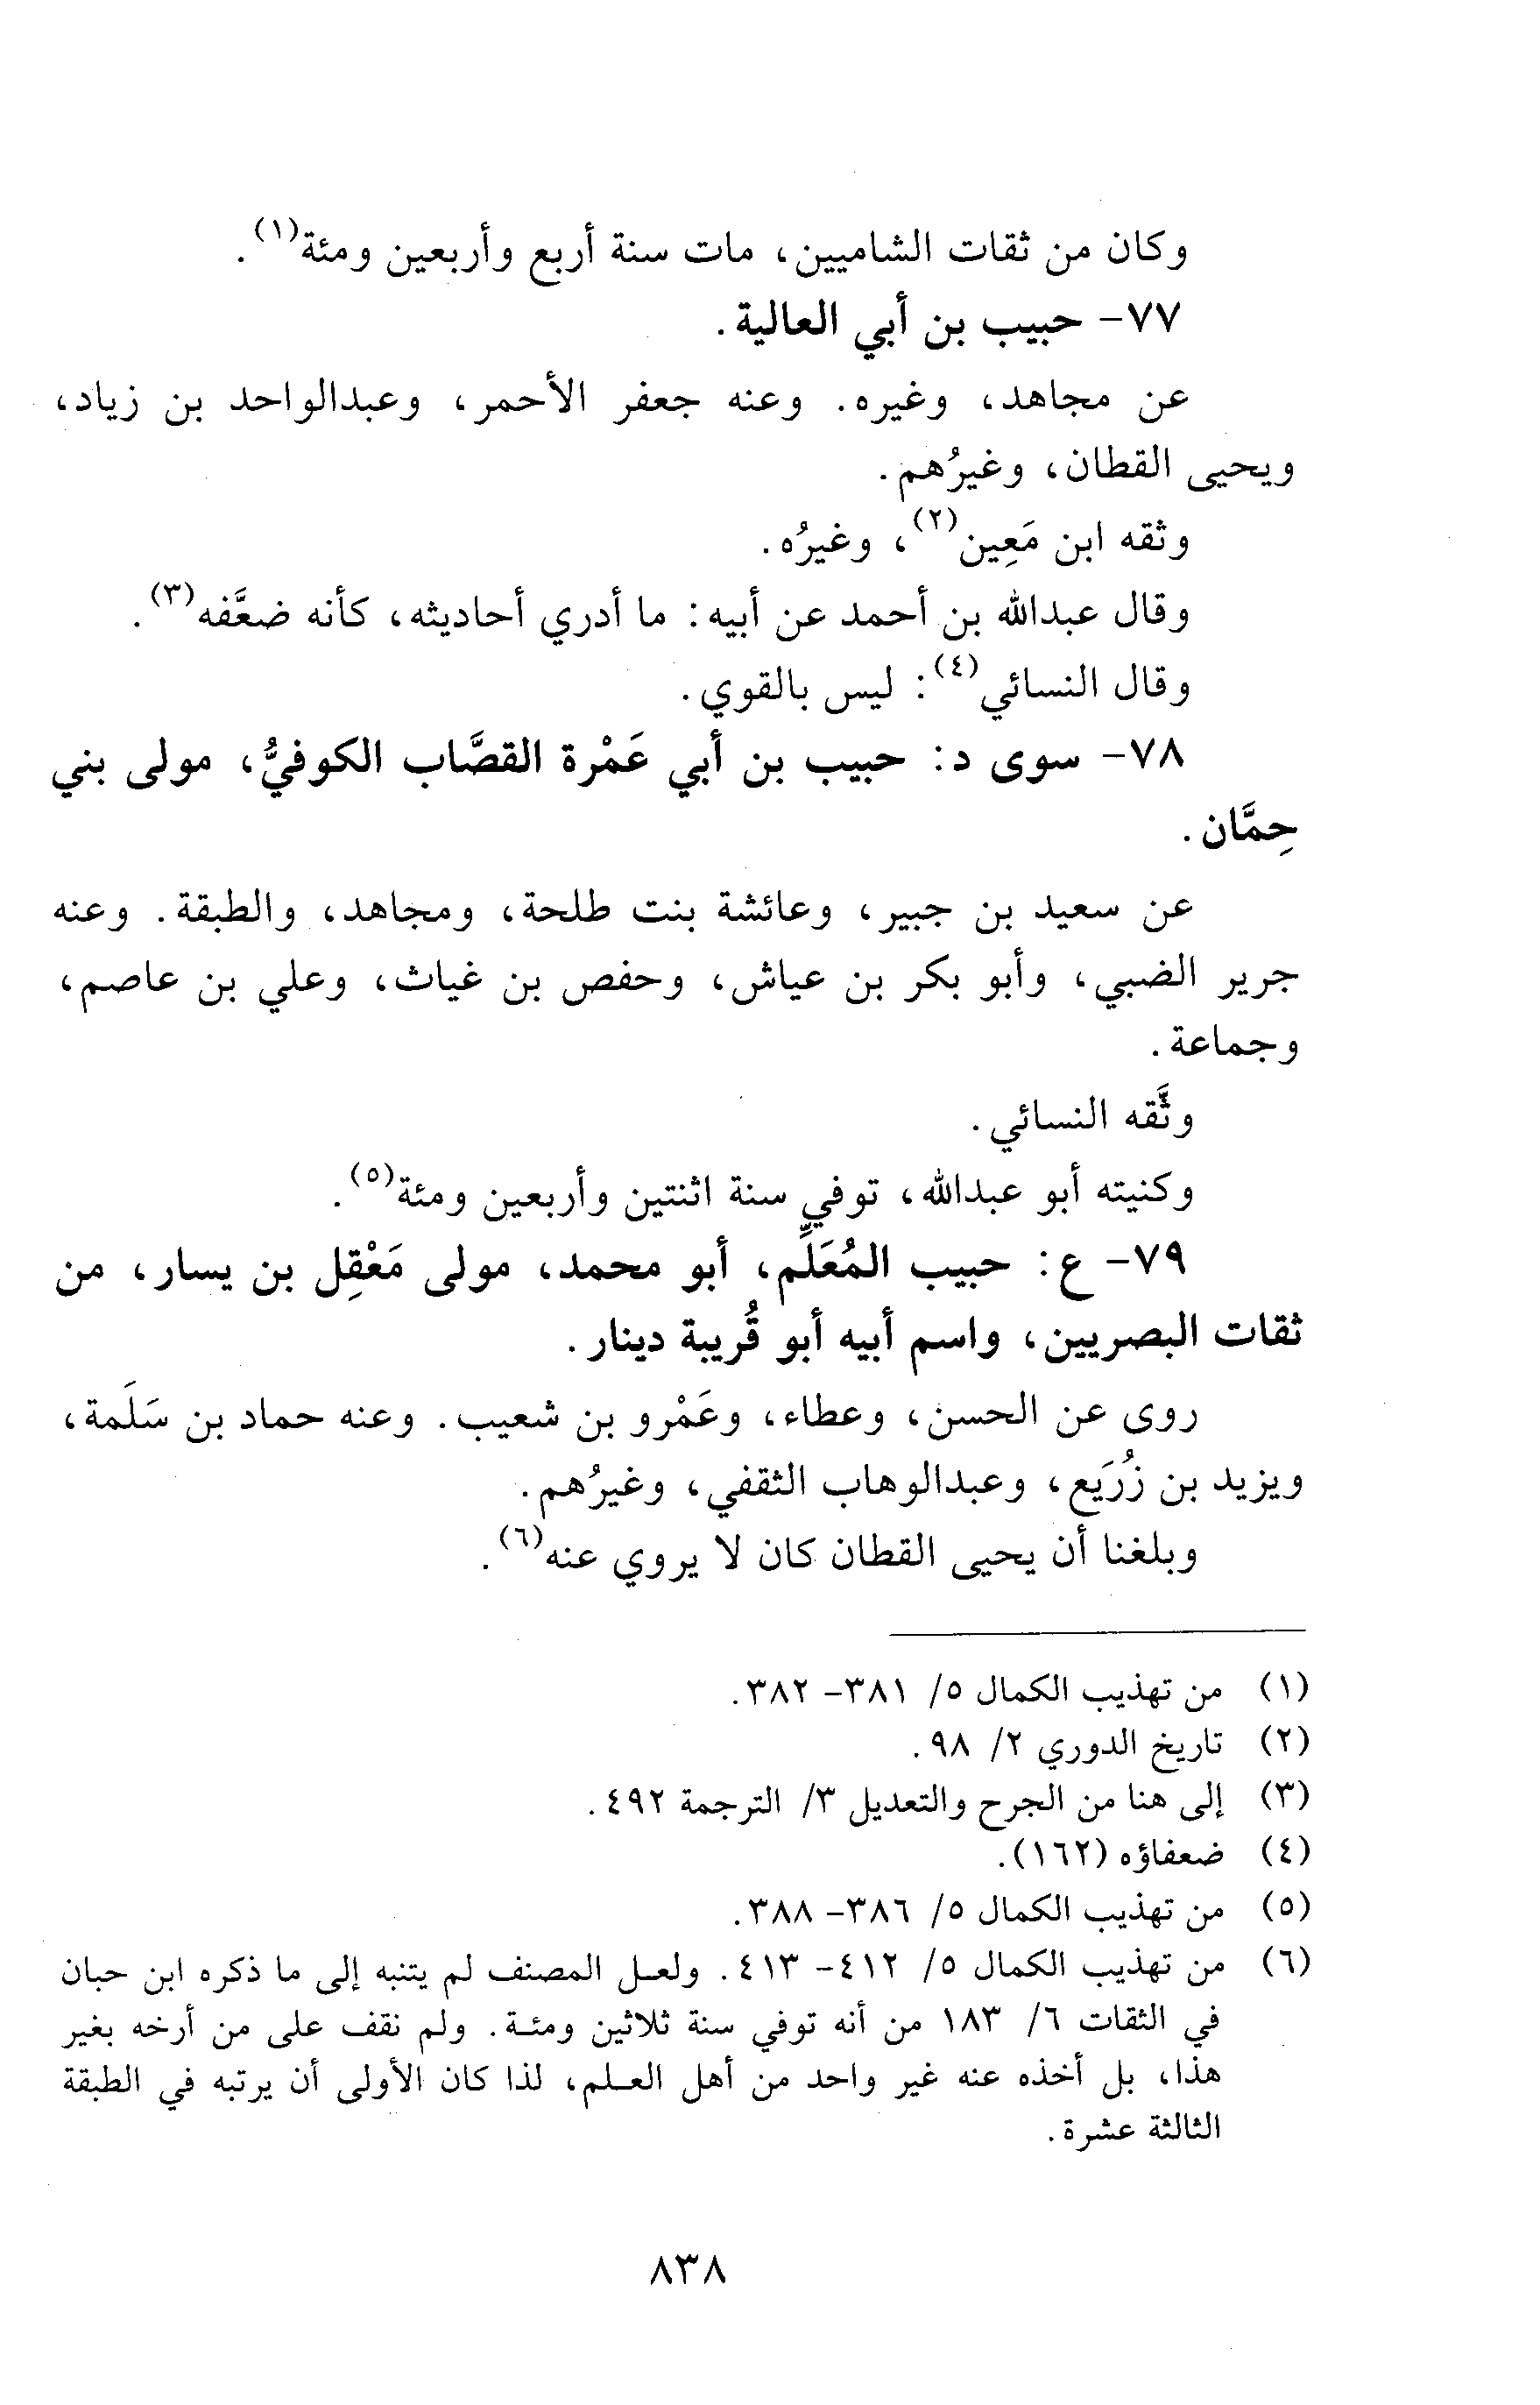 وكان من ثقات الشاميين، مات سنة أربع وأربعين ومئة(١).
٧٧- حبيب بن أبي العالية.
عن مجاهد، وغيره. وعنه جعفر الأحمر، وعبدالواحد بن زياد،
ويحيى القطان، وغيرُهم.
وثقه ابن مَعِين(٢)، وغيرُه.
وقال عبدالله بن أحمد عن أبيه: ما أدري أحاديثه، كأنه ضعَّفه(٣).
وقال النسائي(٤): ليس بالقوي.
٧٨- سوى د: حبيب بن أبي عَمْرة القصَّاب الكوفيُّ، مولى بني
حِمَّان.
عن سعيد بن جبير، وعائشة بنت طلحة، ومجاهد، والطبقة. وعنه
جرير الضبي، وأبو بكر بن عياش، وحفص بن غياث، وعلي بن عاصم،
وجماعة.
وثَّقه النسائي.
وكنيته أبو عبدالله، توفي سنة اثنتين وأربعين ومئة(٥).
٧٩- ع: حبيب المُعَلِّم، أبو محمد، مولى مَعْقِل بن يسار، من
ثقات البصريين، واسم أبيه أبو قُريبة دينار.
روى عن الحسن، وعطاء، وعَمْرو بن شعيب. وعنه حماد بن سَلَمة،
ويزيد بن زُرَيع، وعبدالوهاب الثقفي، وغيرُهم.
وبلغنا أن يحيى القطان كان لا يروي عنه(٦).
(١) من تهذيب الكمال ٥/ ٣٨١- ٣٨٢.
(٢) تاريخ الدوري ٢/ ٩٨.
(٣) إلى هنا من الجرح والتعديل ٣/ الترجمة ٤٩٢.
(٤) ضعفاؤه (١٦٢).
(٥) من تهذيب الكمال ٥/ ٣٨٦- ٣٨٨.
(٦) من تهذيب الكمال ٥/ ٤١٢- ٤١٣. ولعل المصنف لم يتنبه إلى ما ذكره ابن حبان
في الثقات ٦/ ١٨٣ من أنه توفي سنة ثلاثين ومئة. ولم نقف على من أرخه بغير
هذا، بل أخذه عنه غير واحد من أهل العلم، لذا كان الأولى أن يرتبه في الطبقة
الثالثة عشرة.
٨٣٨